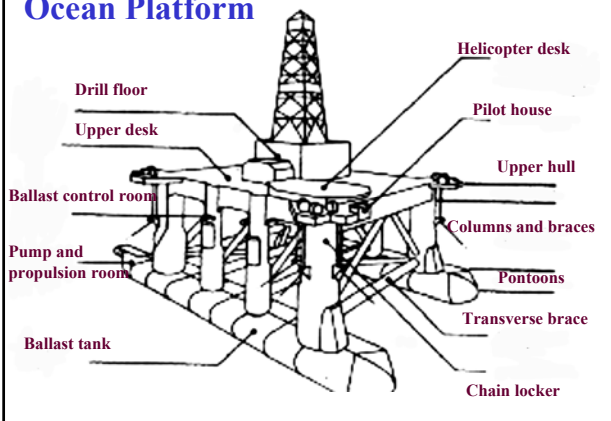 Ocean Platform
Helicopter desk
Drill floor
Pilot house
Upper desk
Upper hull
Ballast control room
Columns and braces
Pump and
propulsion room
Pontoons
Transverse brace
Ballast tank
Chain locker